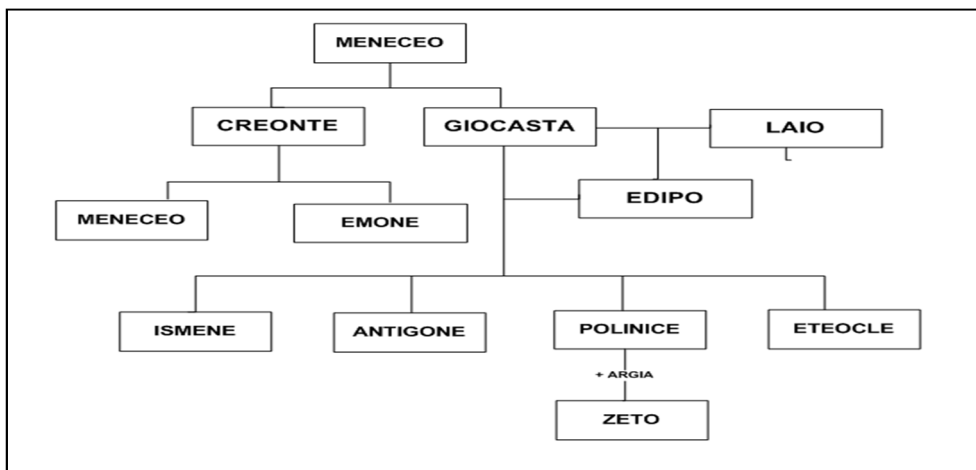 MENECEO
CREONTE
GIOCASTA
LAIO
EDIPO
MENECEO
EMONE
ISMENE
ANTIGONE
POLINICE
ETEOCLE
+ ARGIA
ZETO